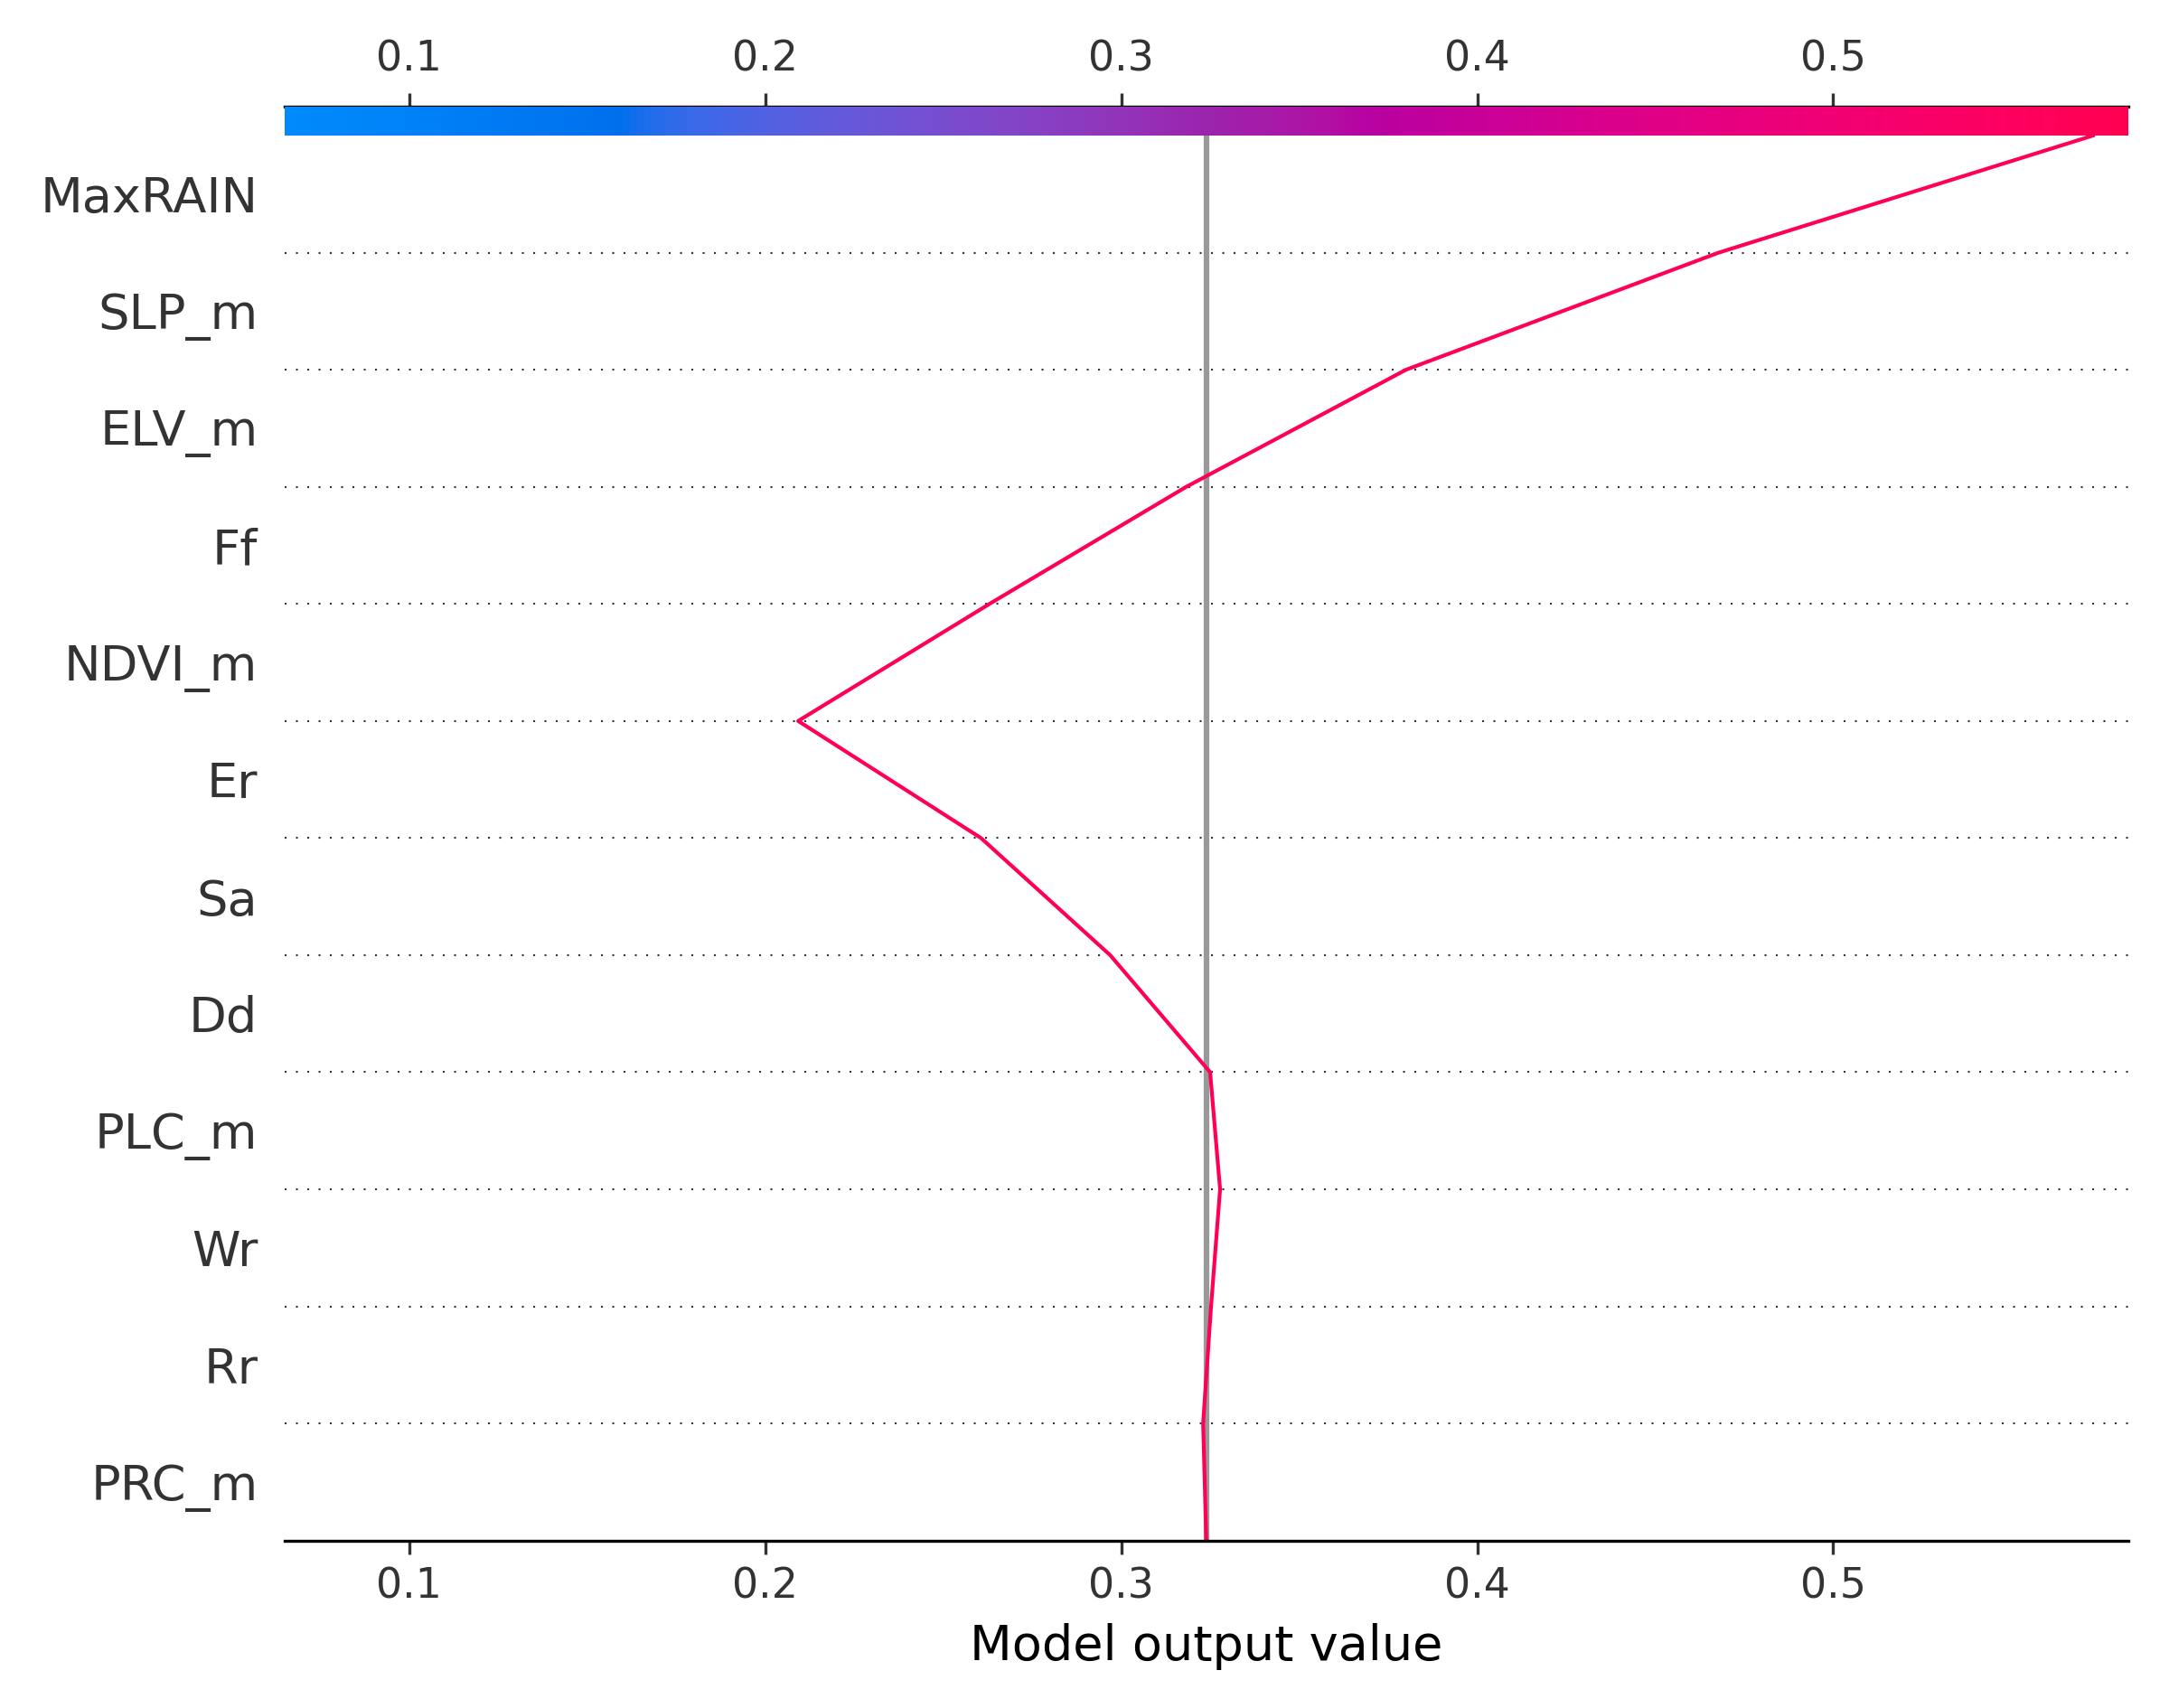 0.1 0.2 0.3 0.4 0.5
MaxRAIN
SLP_m
ELV_m
Ff
NDVI_m
Er
Sa
Dd
PLC_m
Wr
Rr
PRC_m
0.1 0.2 0.3 0.4 0.5
Model output value